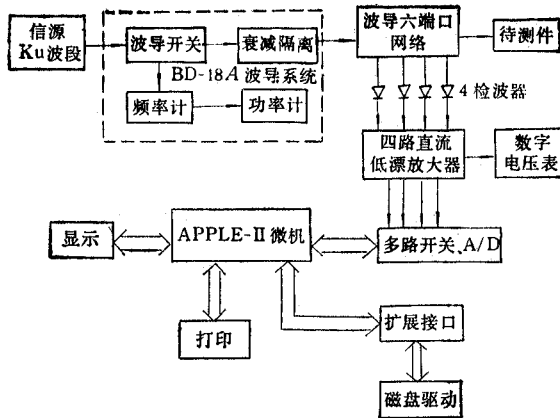 信源
Ku波段
波导开关
衰减隔离
BD-18A 波导系统
频率计
功率计
波导六端口
网络
待测件
4 检波器
四路直流
低漂放大器
数字
电压表
显示
APPLE-II 微机
多路开关、A/D
打印
扩展接口
磁盘驱动